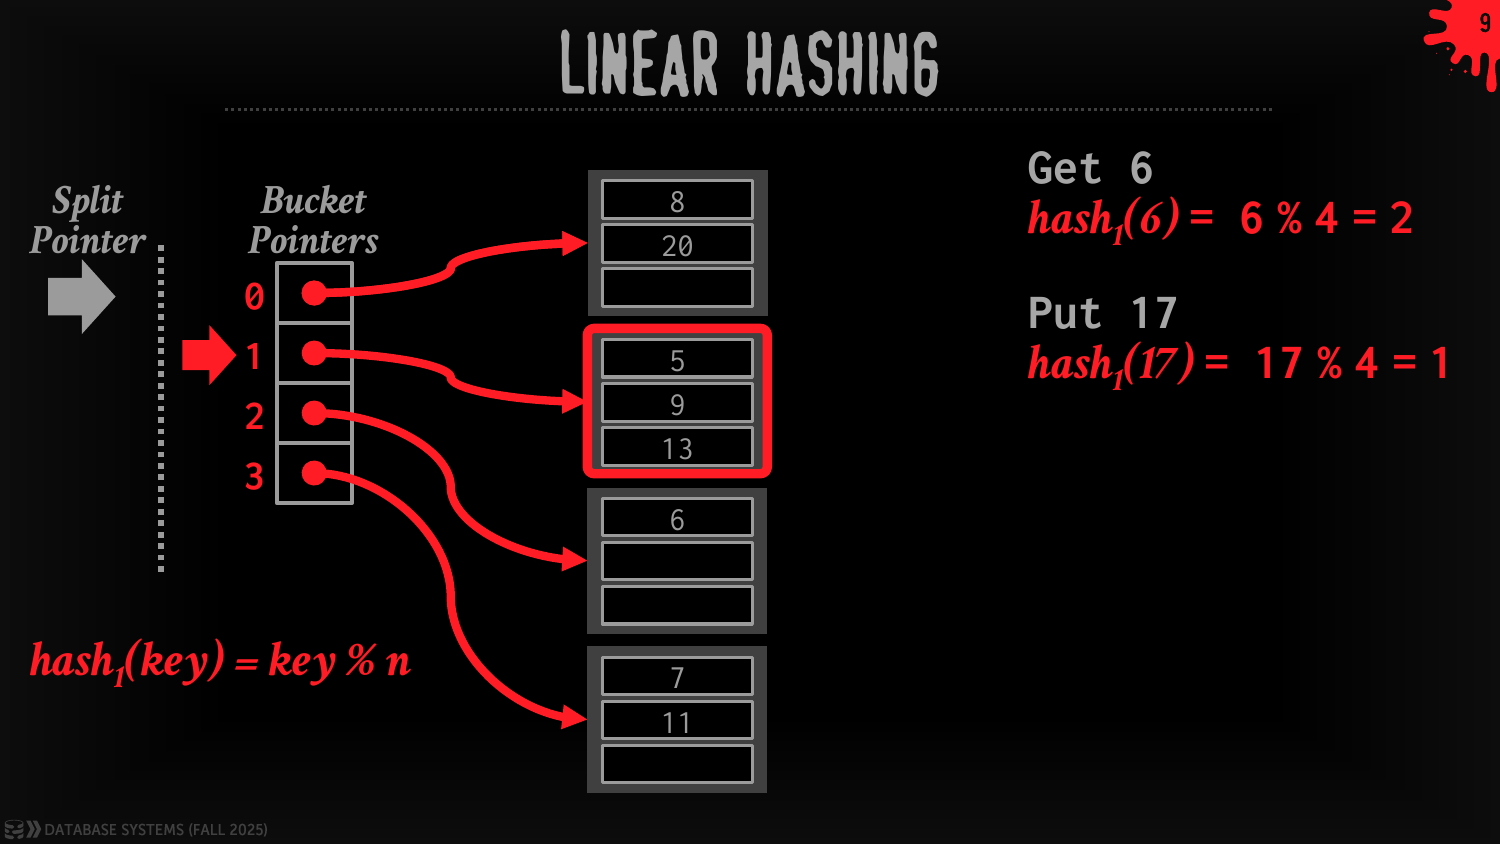 LINEAR HASHING
9
Split
Pointer
Bucket
Pointers
0
1
2
3
8
20
5
9
13
6
7
11
Get 6
hash1(6) = 6 % 4 = 2
Put 17
hash1(17) = 17 % 4 = 1
hash1(key) = key % n
DATABASE SYSTEMS (FALL 2025)